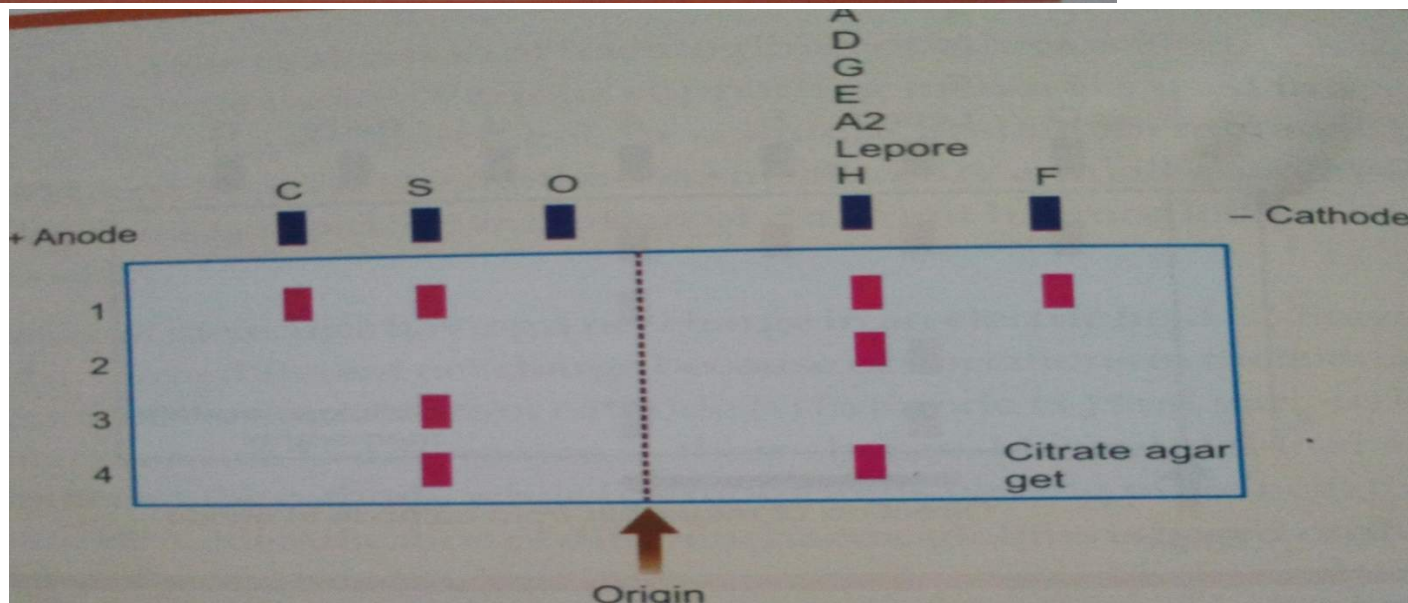 A
D
G
E
A2
Lepore
C S O H F
+ Anode – Cathode
1
2
3
4
Citrate agar
get
Origin